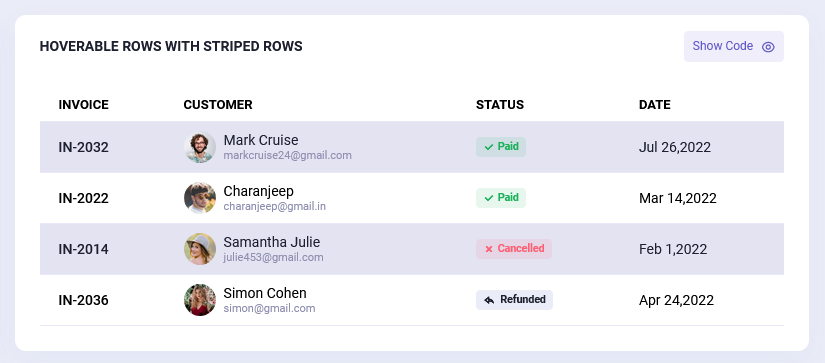 HOVERABLE ROWS WITH STRIPED ROWS
Show Code
INVOICE CUSTOMER STATUS DATE
IN-2032 Mark Cruise markcruise24@gmail.com Paid Jul 26,2022
IN-2022 Charanjeep charanjeep@gmail.in Paid Mar 14,2022
IN-2014 Samantha Julie julie453@gmail.com Cancelled Feb 1,2022
IN-2036 Simon Cohen simon@gmail.com Refunded Apr 24,2022